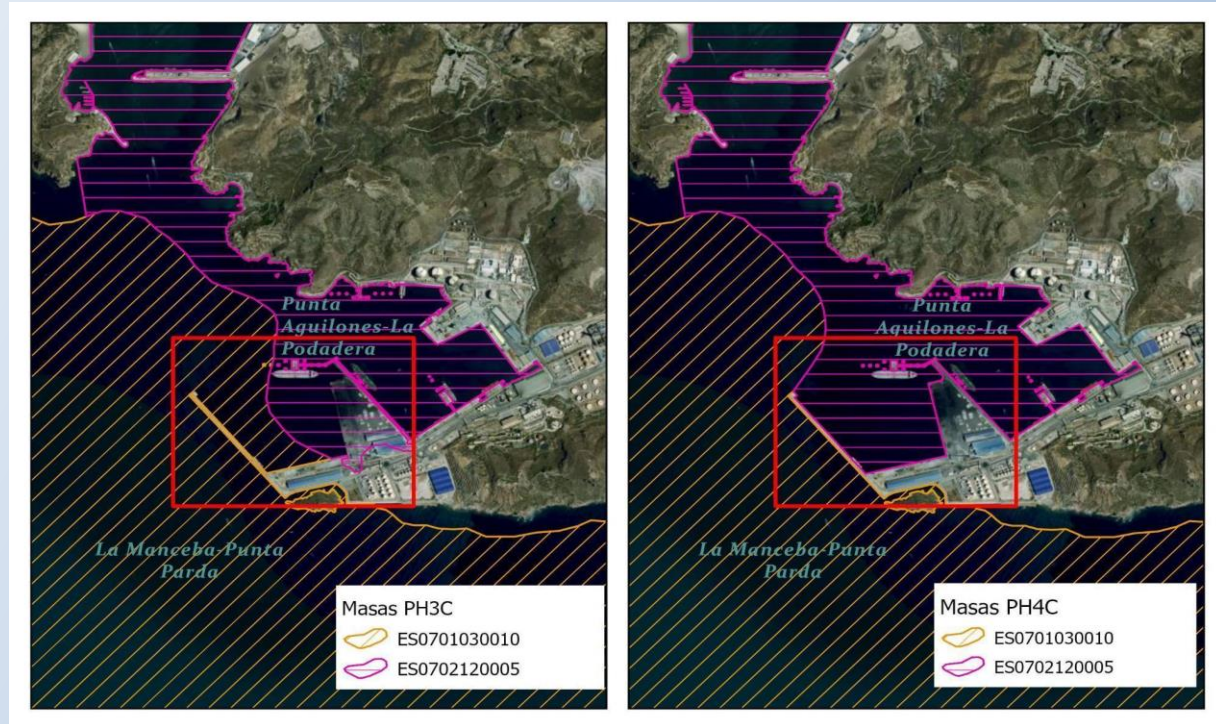 Punta
Aguilones-La
Podadera
La Manceba-Punta
Parda
Masas PH3C
ES0701030010
ES0702120005
Punta
Aguilones-La
Podadera
La Manceba-Punta
Parda
Masas PH4C
ES0701030010
ES0702120005